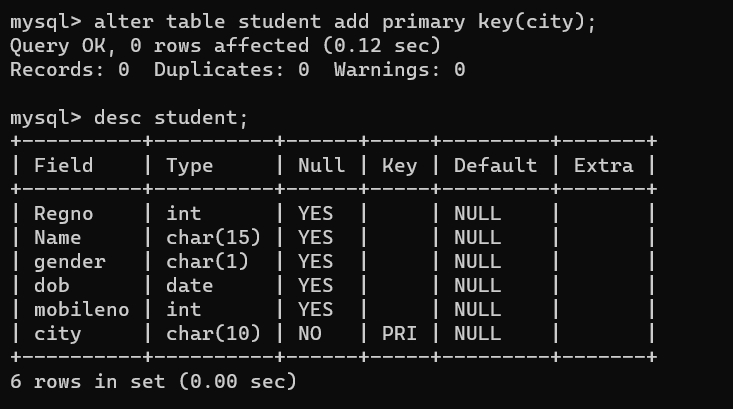 mysql> alter table student add primary key(city);
Query OK, 0 rows affected (0.12 sec)
Records: 0  Duplicates: 0  Warnings: 0

mysql> desc student;
+----------+----------+------+-----+---------+-------+
| Field    | Type     | Null | Key | Default | Extra |
+----------+----------+------+-----+---------+-------+
| Regno    | int      | YES  |     | NULL    |       |
| Name     | char(15) | YES  |     | NULL    |       |
| gender   | char(1)  | YES  |     | NULL    |       |
| dob      | date     | YES  |     | NULL    |       |
| mobileno | int      | YES  |     | NULL    |       |
| city     | char(10) | NO   | PRI | NULL    |       |
+----------+----------+------+-----+---------+-------+
6 rows in set (0.00 sec)